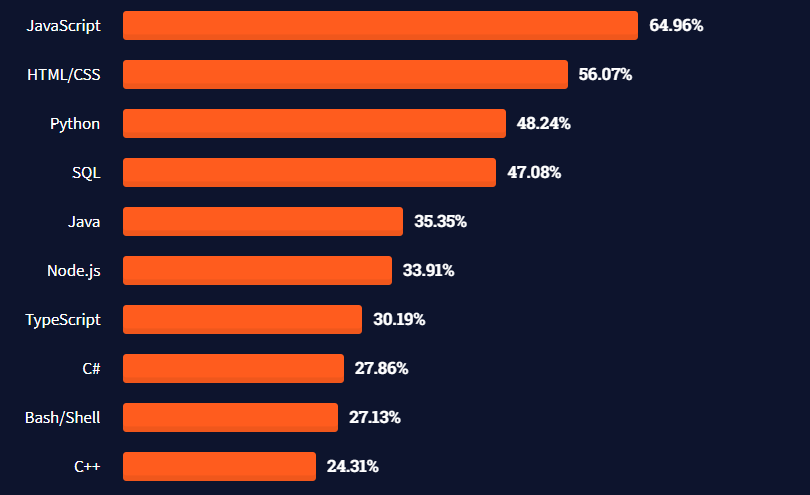 JavaScript 64.96%
HTML/CSS 56.07%
Python 48.24%
SQL 47.08%
Java 35.35%
Node.js 33.91%
TypeScript 30.19%
C# 27.86%
Bash/Shell 27.13%
C++ 24.31%